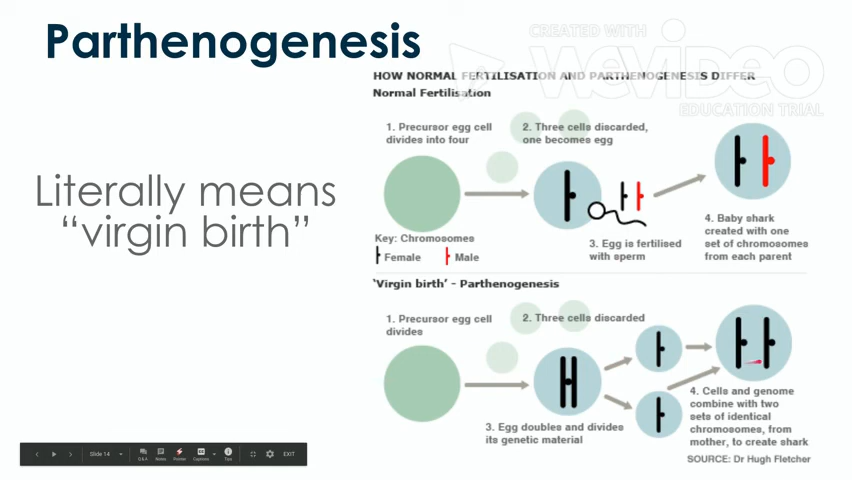 Parthenogenesis
CREATED WITH
wevideo
EDUCATION TRIAL
HOW NORMAL FERTILISATION AND PARTHENOGENESIS DIFFER
Normal Fertilisation
1. Precursor egg cell
divides into four
2. Three cells discarded,
one becomes egg
Literally means
“virgin birth”
Key: Chromosomes
Female
Male
3. Egg is fertilised
with sperm
4. Baby shark
created with one
set of chromosomes
from each parent
'Virgin birth' - Parthenogenesis
1. Precursor egg cell
divides
2. Three cells discarded
3. Egg doubles and divides
its genetic material
4. Cells and genome
combine with two
sets of identical
chromosomes, from
mother, to create shark
SOURCE: Dr Hugh Fletcher
Slide 14
Q&A
Notes
Pointer
Captions
Tips
EXIT